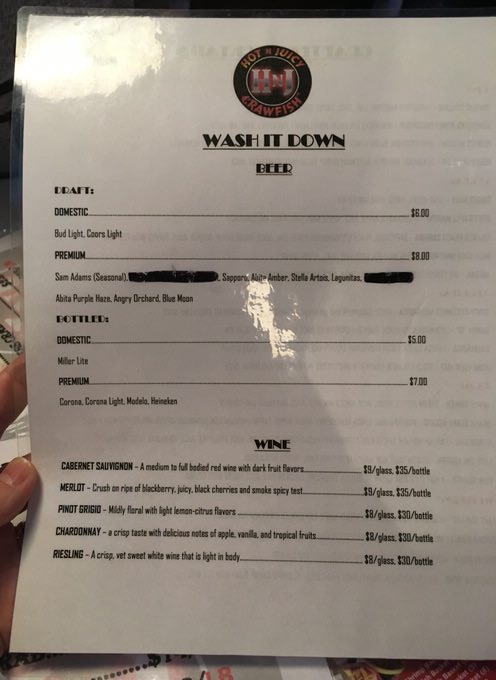 HOT N JUICY
HNJ
CRAWFISH
WASH IT DOWN
BEER
DRAFT:
DOMESTIC $6.00
Bud Light, Coors Light
PREMIUM $8.00
Sam Adams (Seasonal), Sapporo, Abita Amber, Stella Artois, Lagunitas,
Abita Purple Haze, Angry Orchard, Blue Moon
BOTTLED:
DOMESTIC $5.00
Miller Lite
PREMIUM $7.00
Corona, Corona Light, Modelo, Heineken
WINE
CABERNET SAUVIGNON – A medium to full bodied red wine with dark fruit flavors $9/glass, $35/bottle
MERLOT – Crush on ripe of blackberry, juicy, black cherries and smoke spicy test $9/glass, $35/bottle
PINOT GRIGIO – Mildly floral with light lemon-citrus flavors $8/glass, $30/bottle
CHARDONNAY – a crisp taste with delicious notes of apple, vanilla, and tropical fruits $8/glass, $30/bottle
RIESLING – A crisp, yet sweet white wine that is light in body $8/glass, $30/bottle